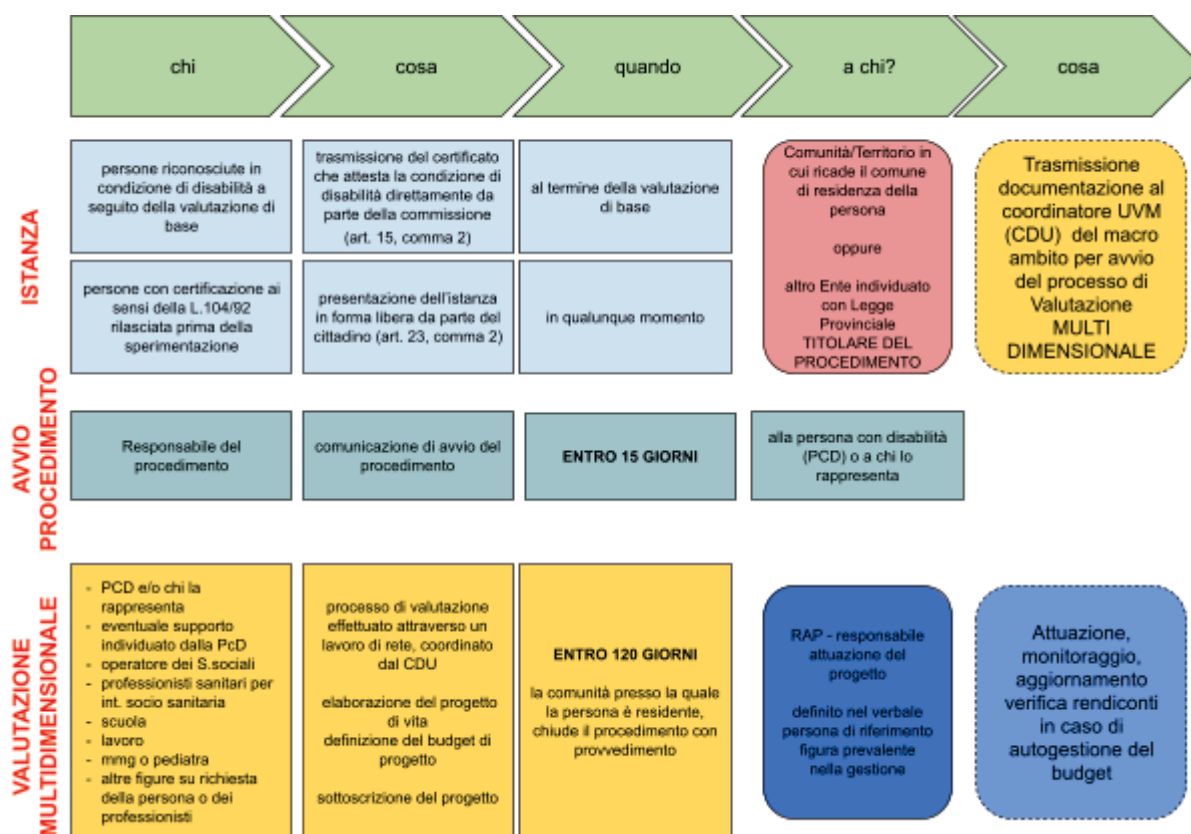 chi
cosa
quando
a chi?
cosa
ISTANZA
persone riconosciute in
condizione di disabilità a
seguito della valutazione di
base
trasmissione del certificato
che attesta la condizione di
disabilità direttamente da
parte della commissione
(art. 15, comma 2)
al termine della valutazione
di base
persone con certificazione ai
sensi della L.104/92
rilasciata prima della
sperimentazione
presentazione dell'istanza
in forma libera da parte del
cittadino (art. 23, comma 2)
in qualunque momento
Comunità/Territorio in
cui ricade il comune
di residenza della
persona
oppure
altro Ente individuato
con Legge
Provinciale
TITOLARE DEL
PROCEDIMENTO
Trasmissione
documentazione al
coordinatore UVM
(CDU) del macro
ambito per avvio
del processo di
Valutazione
MULTI
DIMENSIONALE
AVVIO
PROCEDIMENTO
Responsabile del
procedimento
comunicazione di avvio del
procedimento
ENTRO 15 GIORNI
alla persona con disabilità
(PCD) o a chi lo
rappresenta
VALUTAZIONE
MULTIDIMENSIONALE
- PCD e/o chi la
rappresenta
- eventuale supporto
individuato dalla PcD
- operatore dei S.sociali
- professionisti sanitari per
int. socio sanitaria
- scuola
- lavoro
- mmg o pediatra
- altre figure su richiesta
della persona o dei
professionisti
processo di valutazione
effettuato attraverso un
lavoro di rete, coordinato
dal CDU
elaborazione del progetto
di vita
definizione del budget di
progetto
sottoscrizione del progetto
ENTRO 120 GIORNI
la comunità presso la quale
la persona è residente,
chiude il procedimento con
provvedimento
RAP - responsabile
attuazione del
progetto
definito nel verbale
persona di riferimento
figura prevalente
nella gestione
Attuazione,
monitoraggio,
aggiornamento
verifica rendiconti
in caso di
autogestione del
budget